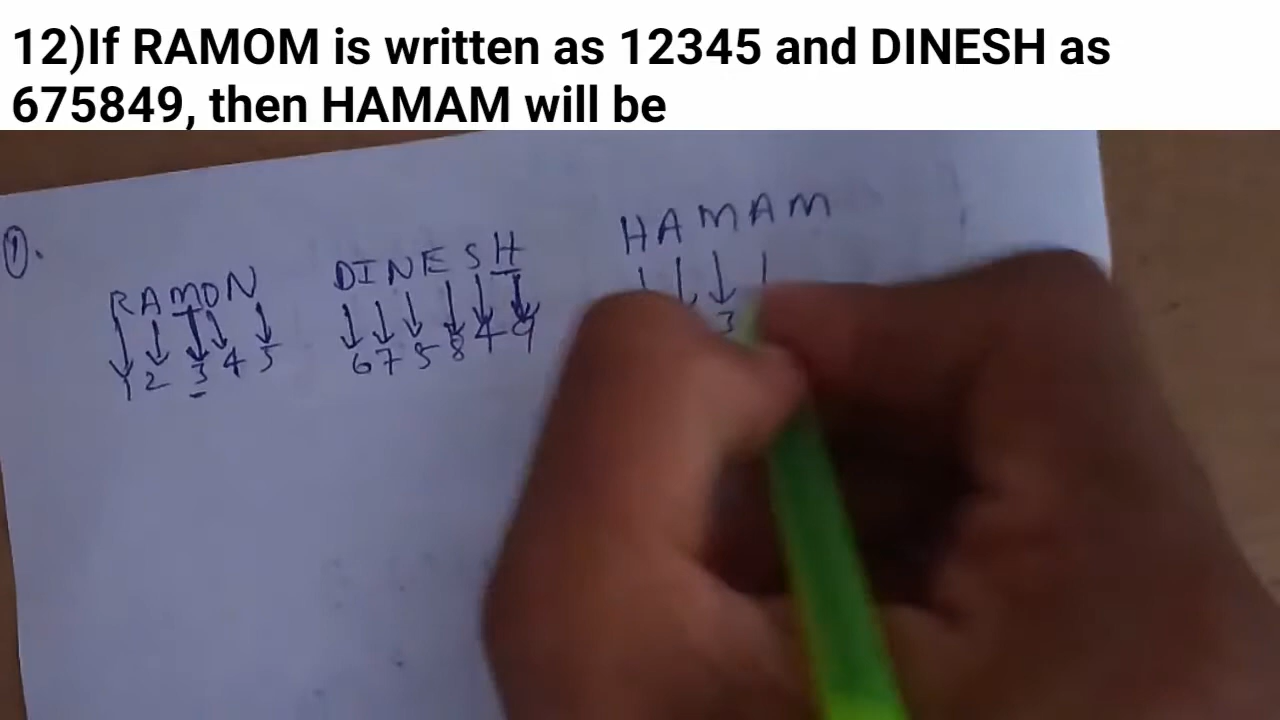 12)If RAMOM is written as 12345 and DINESH as
675849, then HAMAM will be
1.
RAMON DINESH HAMAM
12345 675849 3